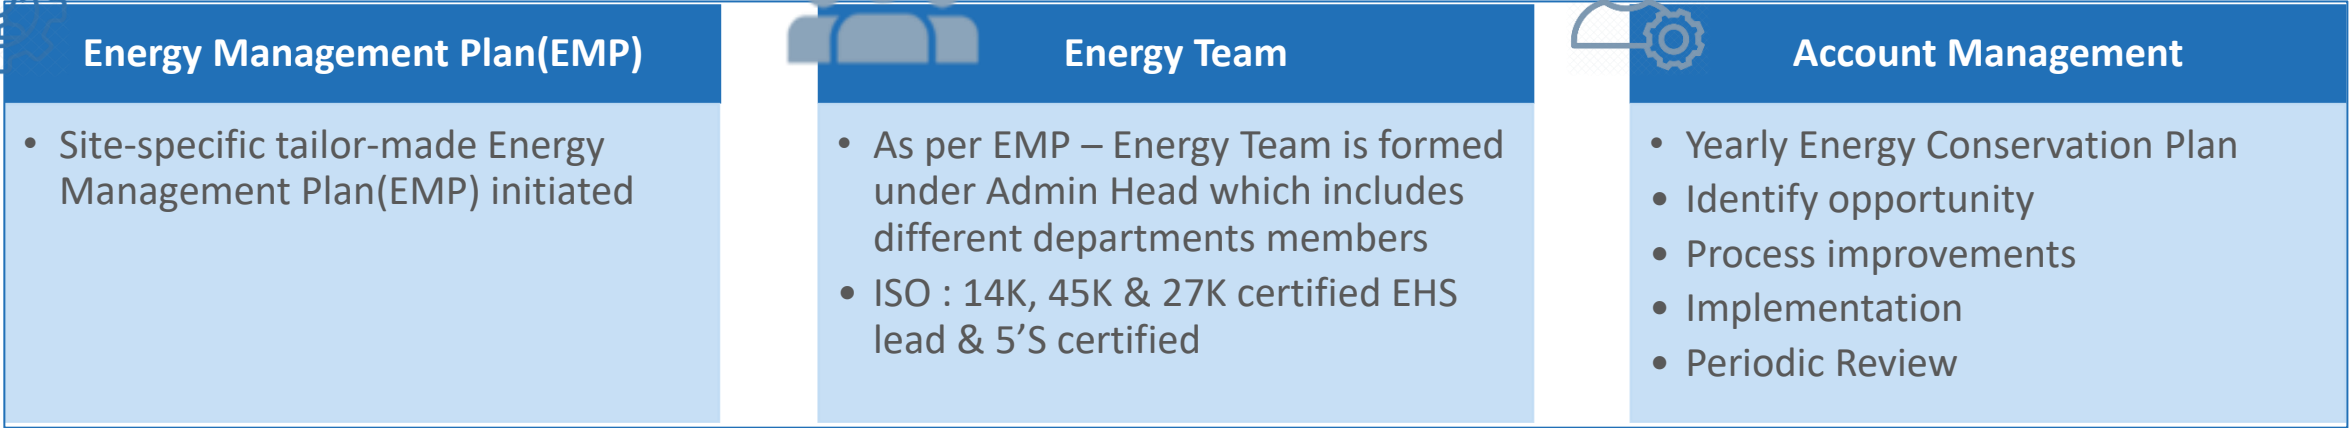 Energy Management Plan(EMP)
• Site-specific tailor-made Energy
Management Plan(EMP) initiated
Energy Team
• As per EMP – Energy Team is formed
under Admin Head which includes
different departments members
• ISO : 14K, 45K & 27K certified EHS
lead & 5’S certified
Account Management
• Yearly Energy Conservation Plan
• Identify opportunity
• Process improvements
• Implementation
• Periodic Review